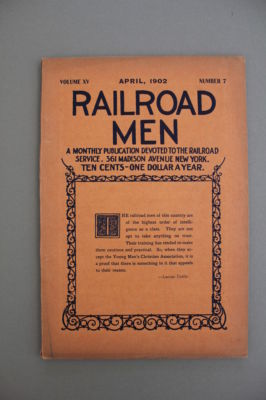 VOLUME XV APRIL, 1902 NUMBER 7
RAILROAD
MEN
A MONTHLY PUBLICATION DEVOTED TO THE RAILROAD
SERVICE. 361 MADISON AVENUE NEW YORK.
TEN CENTS-ONE DOLLAR A YEAR.
THE railroad men of this country are
of the highest order of intelli-
gence as a class. They are not
apt to take anything on trust.
Their training has tended to make
them cautious and practical. So, when they ac-
cept the Young Men's Christian Association, it is
a proof that there is something in it that appeals
to their reason.
—Lucius Tuttle